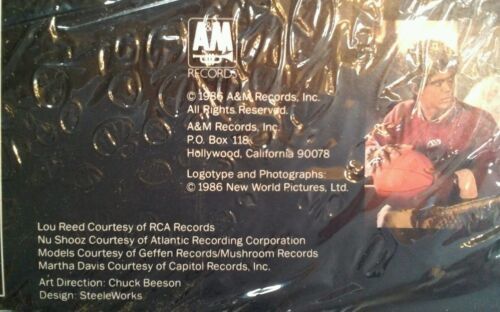 A&M
RECORDS
© 1986 A&M Records, Inc.
All Rights Reserved.
A&M Records, Inc.
P.O. Box 118,
Hollywood, California 90078
Logotype and Photographs:
© 1986 New World Pictures, Ltd.
Lou Reed Courtesy of RCA Records
Nu Shooz Courtesy of Atlantic Recording Corporation
Models Courtesy of Geffen Records/Mushroom Records
Martha Davis Courtesy of Capitol Records, Inc.
Art Direction: Chuck Beeson
Design: SteeleWorks